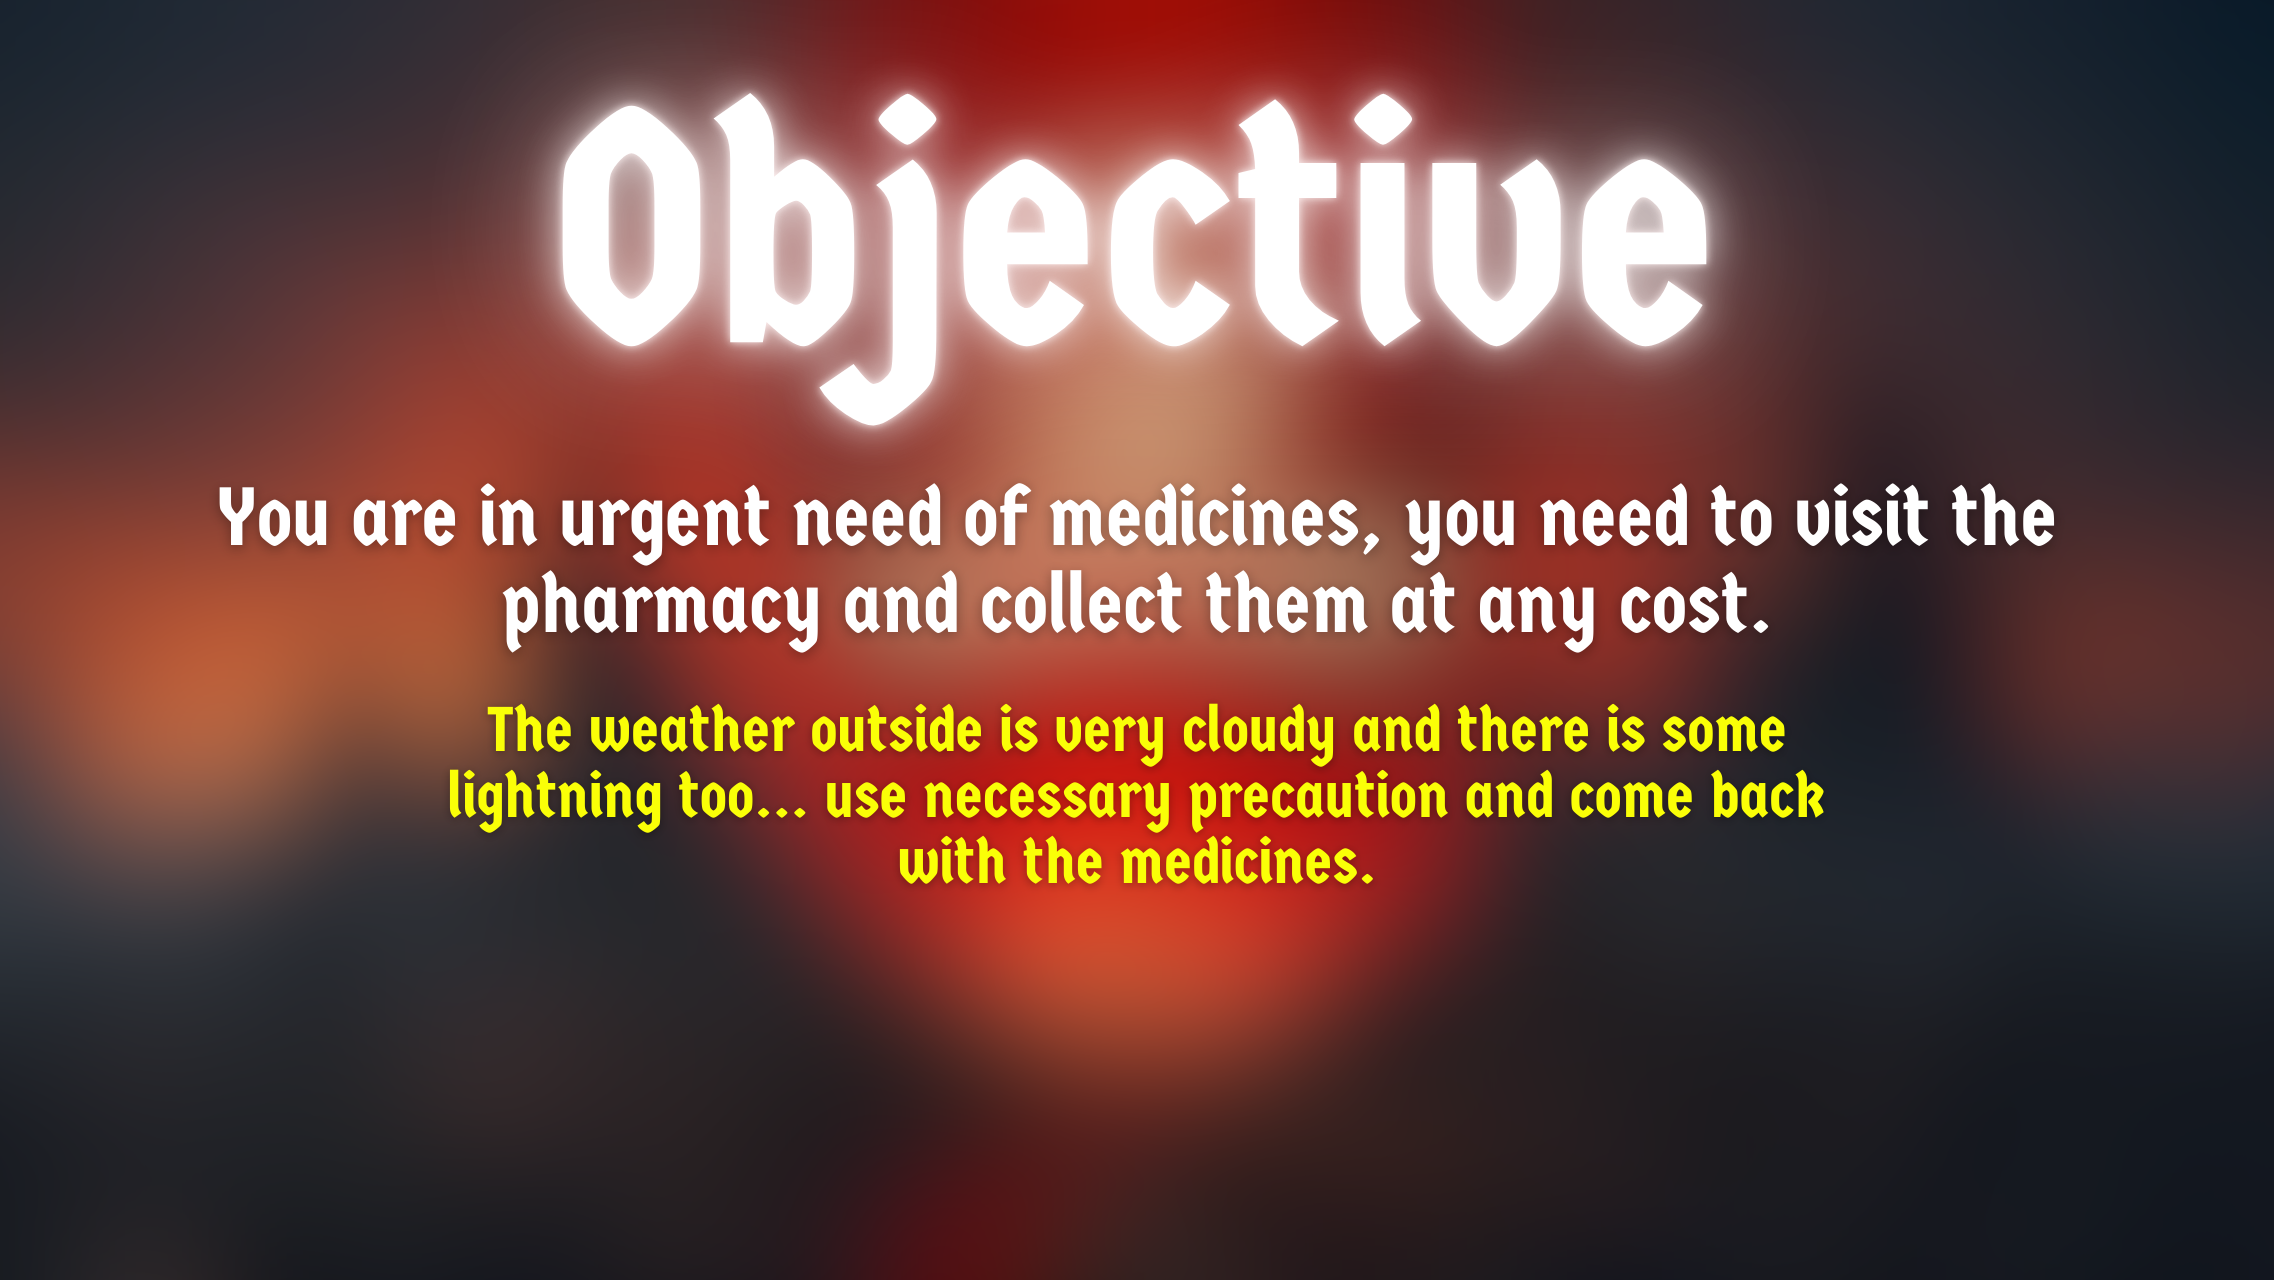 Objective
You are in urgent need of medicines, you need to visit the
pharmacy and collect them at any cost.
The weather outside is very cloudy and there is some
lightning too... use necessary precaution and come back
with the medicines.